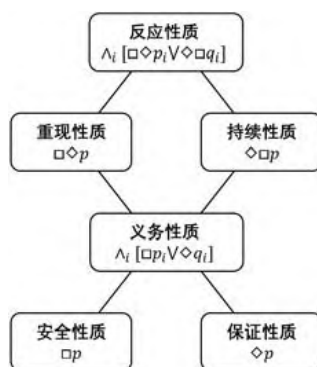 反应性质
∧ᵢ [□◇pᵢ∨◇□qᵢ]
重现性质
□◇p
持续性质
◇□p
义务性质
∧ᵢ [□pᵢ∨◇qᵢ]
安全性质
□p
保证性质
◇p